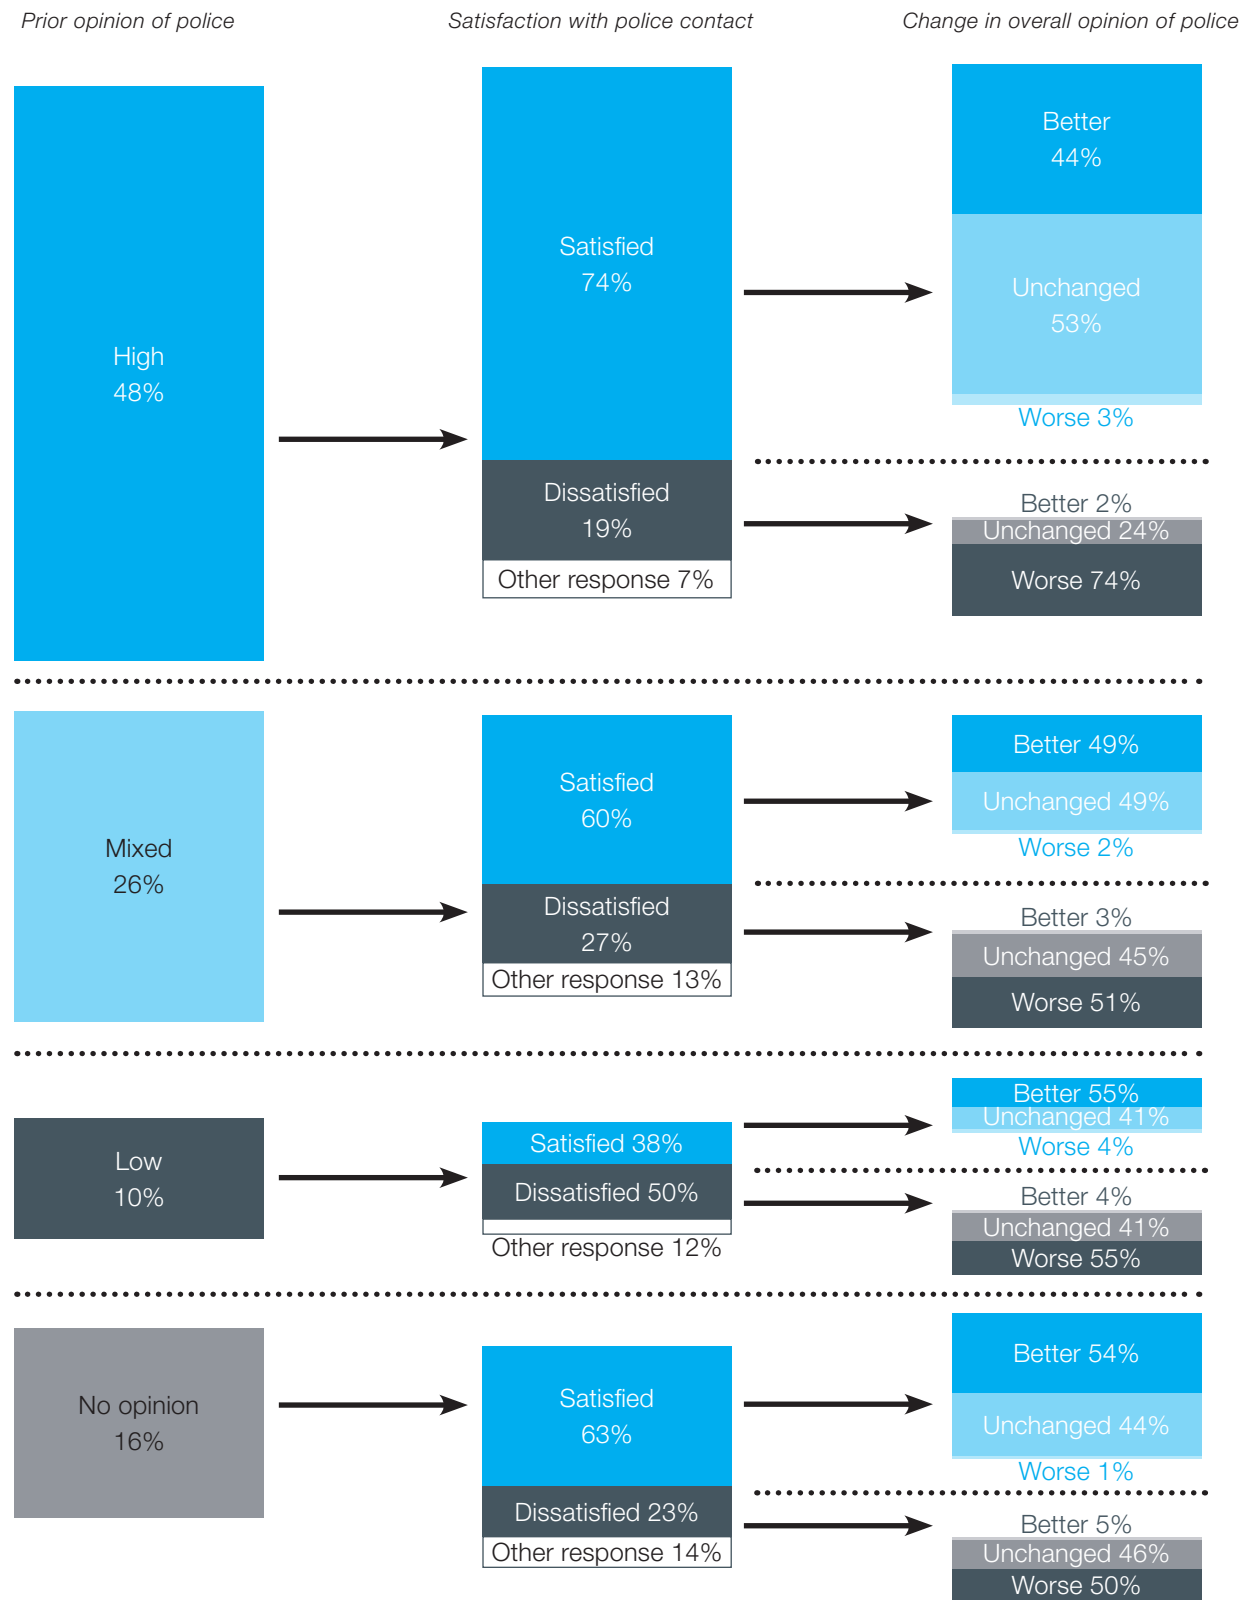 Prior opinion of police
Satisfaction with police contact
Change in overall opinion of police
High
48%
Satisfied
74%
Dissatisfied
19%
Other response 7%
Better
44%
Unchanged
53%
Worse 3%
Better 2%
Unchanged 24%
Worse 74%
Mixed
26%
Satisfied
60%
Dissatisfied
27%
Other response 13%
Better 49%
Unchanged 49%
Worse 2%
Better 3%
Unchanged 45%
Worse 51%
Low
10%
Satisfied 38%
Dissatisfied 50%
Other response 12%
Better 55%
Unchanged 41%
Worse 4%
Better 4%
Unchanged 41%
Worse 55%
No opinion
16%
Satisfied
63%
Dissatisfied 23%
Other response 14%
Better 54%
Unchanged 44%
Worse 1%
Better 5%
Unchanged 46%
Worse 50%